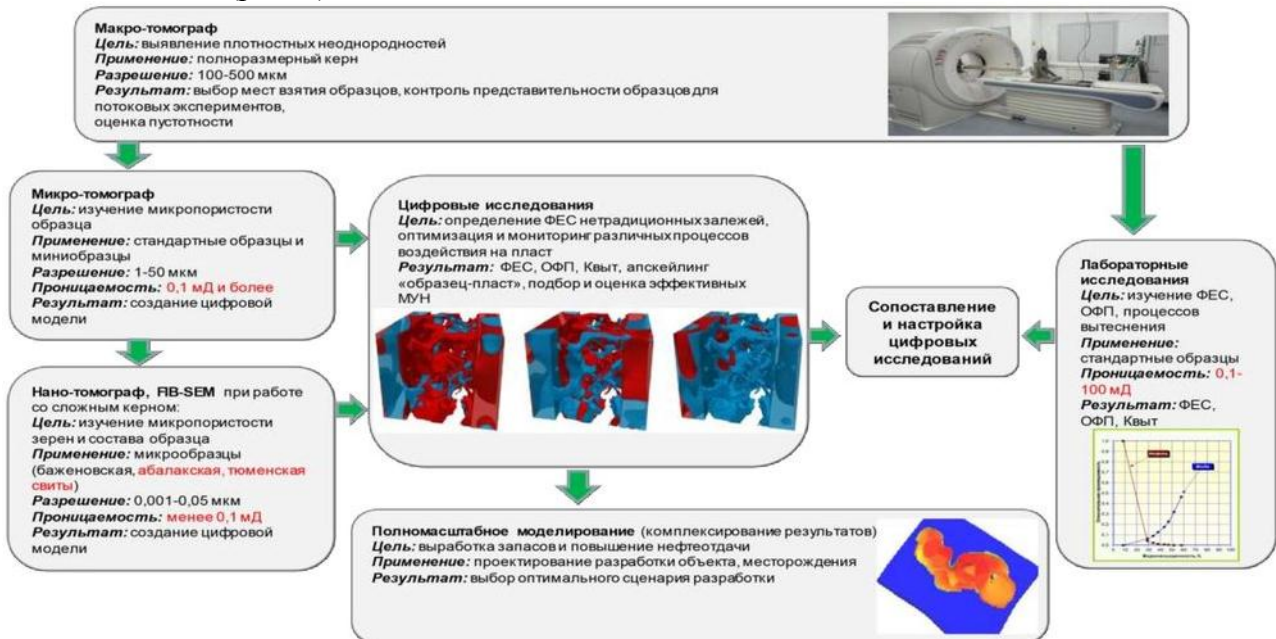 Макро-томограф
Цель: выявление плотностных неоднородностей
Применение: полноразмерный керн
Разрешение: 100-500 мкм
Результат: выбор мест взятия образцов, контроль представительности образцов для
потоковых экспериментов,
оценка пустотности
Микро-томограф
Цель: изучение микропористости
образца
Применение: стандартные образцы и
миниобразцы
Разрешение: 1-50 мкм
Проницаемость: 0,1 мД и более
Результат: создание цифровой
модели
Нано-томограф, FIB-SEM при работе
со сложным керном:
Цель: изучение микропористости
зерен и состава образца
Применение: микрообразцы
(баженовская, абалакская, тюменская
свиты)
Разрешение: 0,001-0,05 мкм
Проницаемость: менее 0,1 мД
Результат: создание цифровой
модели
Цифровые исследования
Цель: определение ФЕС нетрадиционных залежей,
оптимизация и мониторинг различных процессов
воздействия на пласт
Результат: ФЕС, ОФП, Квыт, апскейлинг
«образец-пласт», подбор и оценка эффективных
МУН
Сопоставление
и настройка
цифровых
исследований
Лабораторные
исследования
Цель: изучение ФЕС,
ОФП, процессов
вытеснения
Применение:
стандартные образцы
Проницаемость: 0,1-
100 мД
Результат: ФЕС,
ОФП, Квыт
Полномасштабное моделирование (комплексирование результатов)
Цель: выработка запасов и повышение нефтеотдачи
Применение: проектирование разработки объекта, месторождения
Результат: выбор оптимального сценария разработки